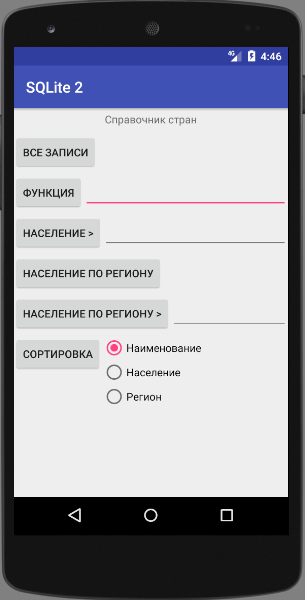 4G 4:46
SQLite 2
Справочник стран
ВСЕ ЗАПИСИ
ФУНКЦИЯ
НАСЕЛЕНИЕ >
НАСЕЛЕНИЕ ПО РЕГИОНУ
НАСЕЛЕНИЕ ПО РЕГИОНУ >
СОРТИРОВКА
Наименование
Население
Регион